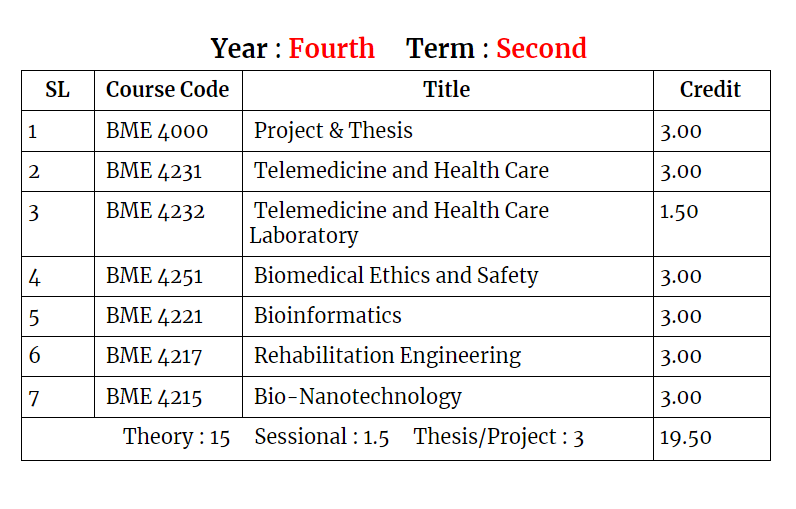 Year : Fourth Term : Second
SL Course Code Title Credit
1 BME 4000 Project & Thesis 3.00
2 BME 4231 Telemedicine and Health Care 3.00
3 BME 4232 Telemedicine and Health Care 1.50
Laboratory
4 BME 4251 Biomedical Ethics and Safety 3.00
5 BME 4221 Bioinformatics 3.00
6 BME 4217 Rehabilitation Engineering 3.00
7 BME 4215 Bio-Nanotechnology 3.00
Theory : 15 Sessional : 1.5 Thesis/Project : 3 19.50